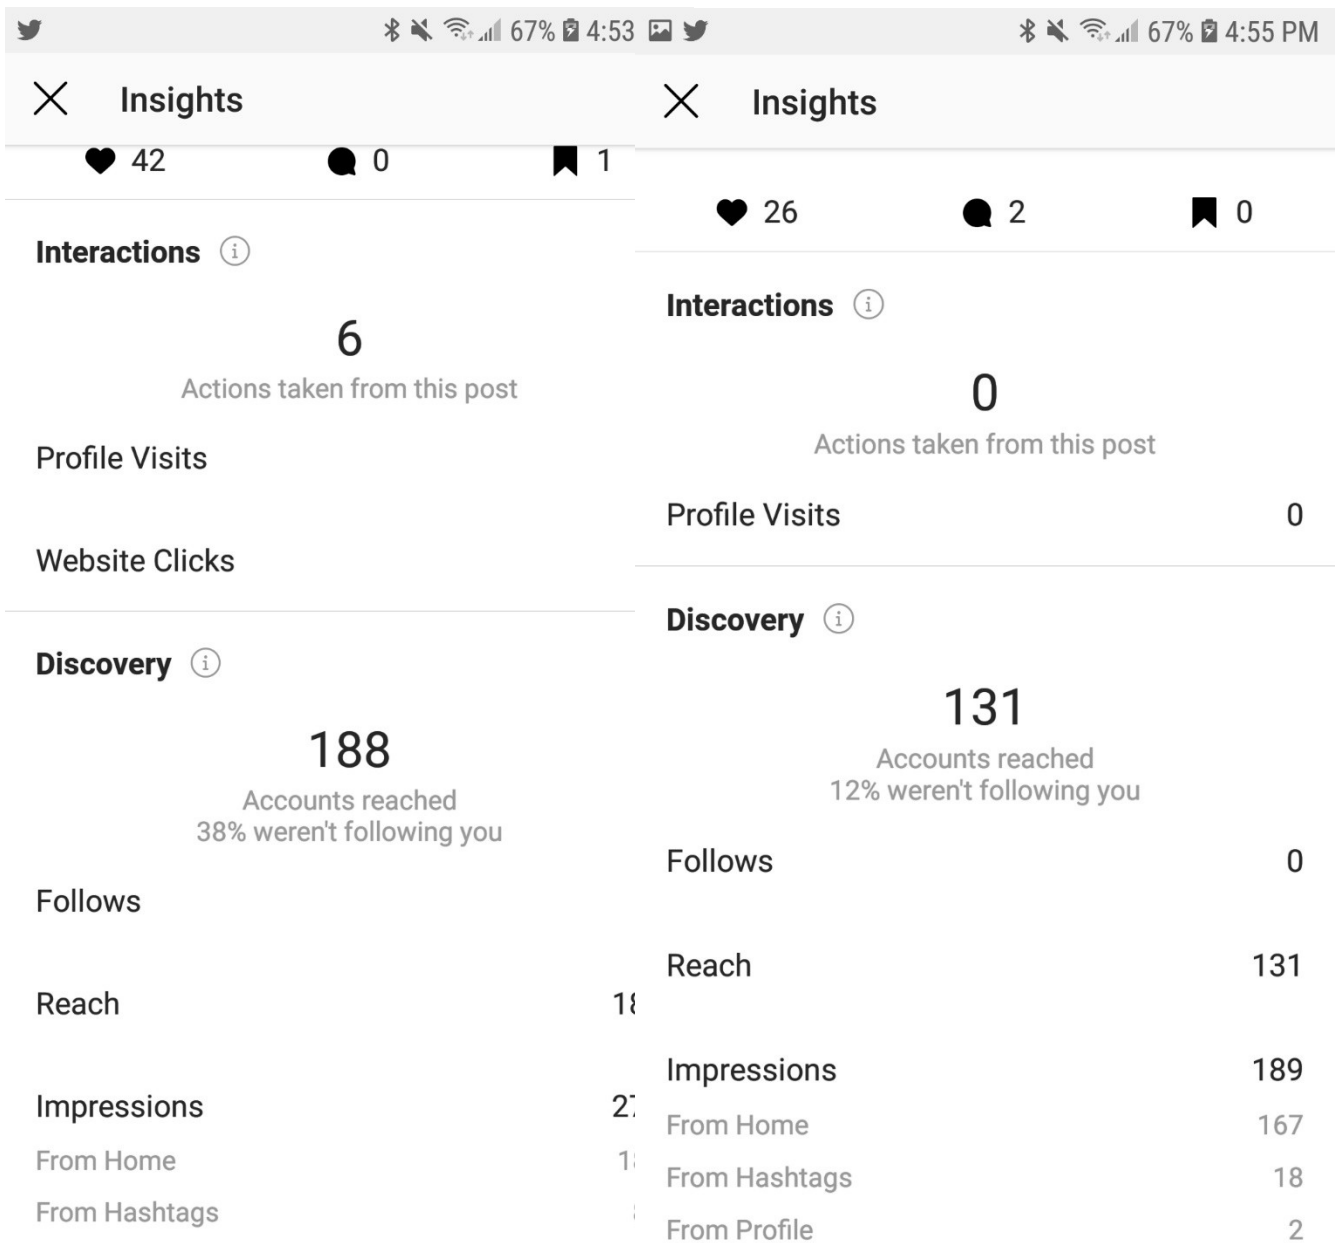 67% 4:53
Insights
42 0 1
Interactions
6
Actions taken from this post
Profile Visits
Website Clicks
Discovery
188
Accounts reached
38% weren't following you
Follows
Reach
Impressions
From Home
From Hashtags
67% 4:55 PM
Insights
26 2 0
Interactions
0
Actions taken from this post
Profile Visits 0
Discovery
131
Accounts reached
12% weren't following you
Follows 0
Reach 131
Impressions 189
From Home 167
From Hashtags 18
From Profile 2